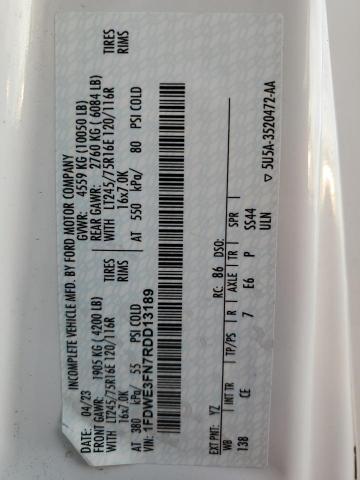 INCOMPLETE VEHICLE MFD. BY FORD MOTOR COMPANY
DATE: 04/23 GVWR: 4559 KG (10050 LB)
FRONT GAWR: 1905 KG (4200 LB) REAR GAWR: 2760 KG (6084 LB)
WITH LT245/75R16E 120/116R TIRES WITH LT245/75R16E 120/116R TIRES
16x7.0K RIMS 16x7.0K RIMS
AT 380 kPa/ 55 PSI COLD AT 550 kPa/ 80 PSI COLD
VIN: 1FDWE3FN7RDD13189
EXT PNT: YZ RC: 86 DSO:
WB INT TR TP/PS R AXLE TR SPR
138 CE 7 E6 P SS44
ULN
▽ 5U5A-3520472-AA